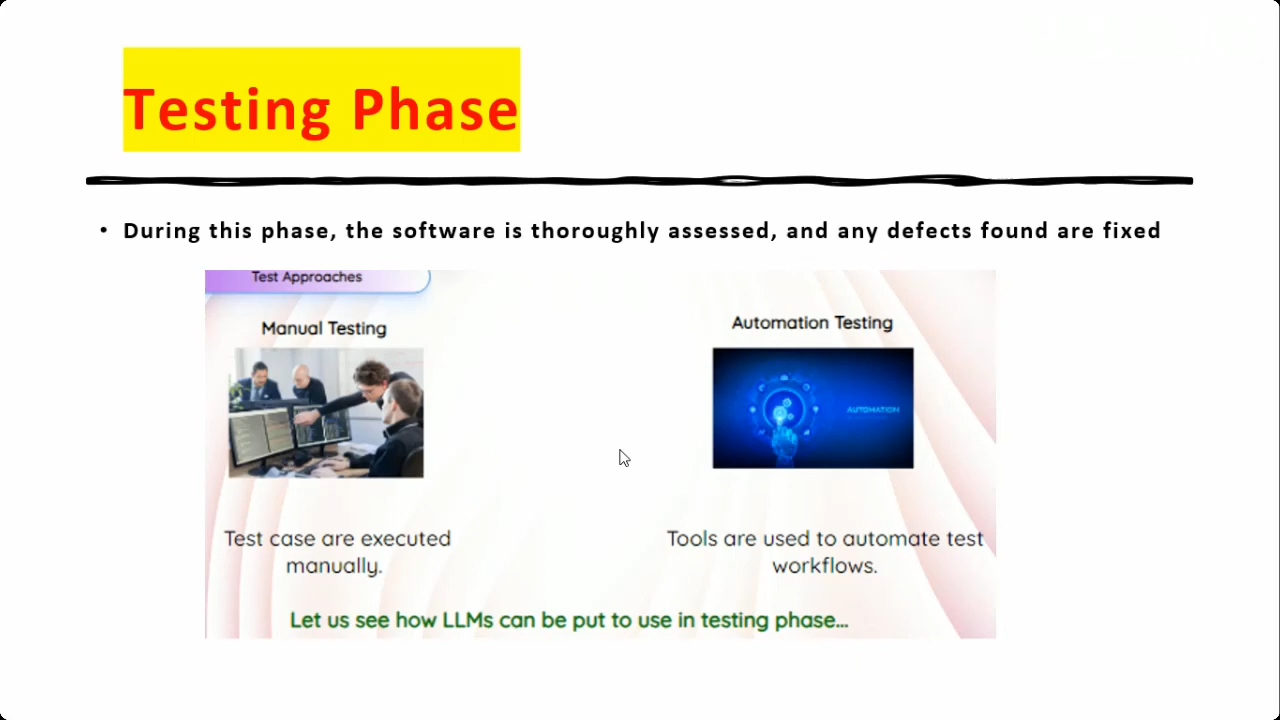 Testing Phase
• During this phase, the software is thoroughly assessed, and any defects found are fixed
Test Approaches
Manual Testing
Automation Testing
AUTOMATION
Test case are executed
manually.
Tools are used to automate test
workflows.
Let us see how LLMs can be put to use in testing phase...